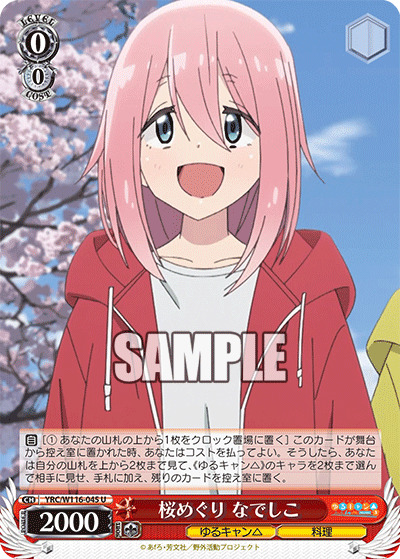 LEVEL
0
0
COST
SAMPLE
自 [① あなたの山札の上から1枚をクロック置場に置く] このカードが舞台
から控え室に置かれた時、あなたはコストを払ってよい。そうしたら、あな
たは自分の山札を上から2枚まで見て、《ゆるキャン△》のキャラを2枚まで選ん
で相手に見せ、手札に加え、残りのカードを控え室に置く。
CH YRC/W116-045 U
2000
桜めぐり なでしこ
ゆるキャン△
料理
ゆるキャン△
©あfろ・芳文社／野外活動プロジェクト